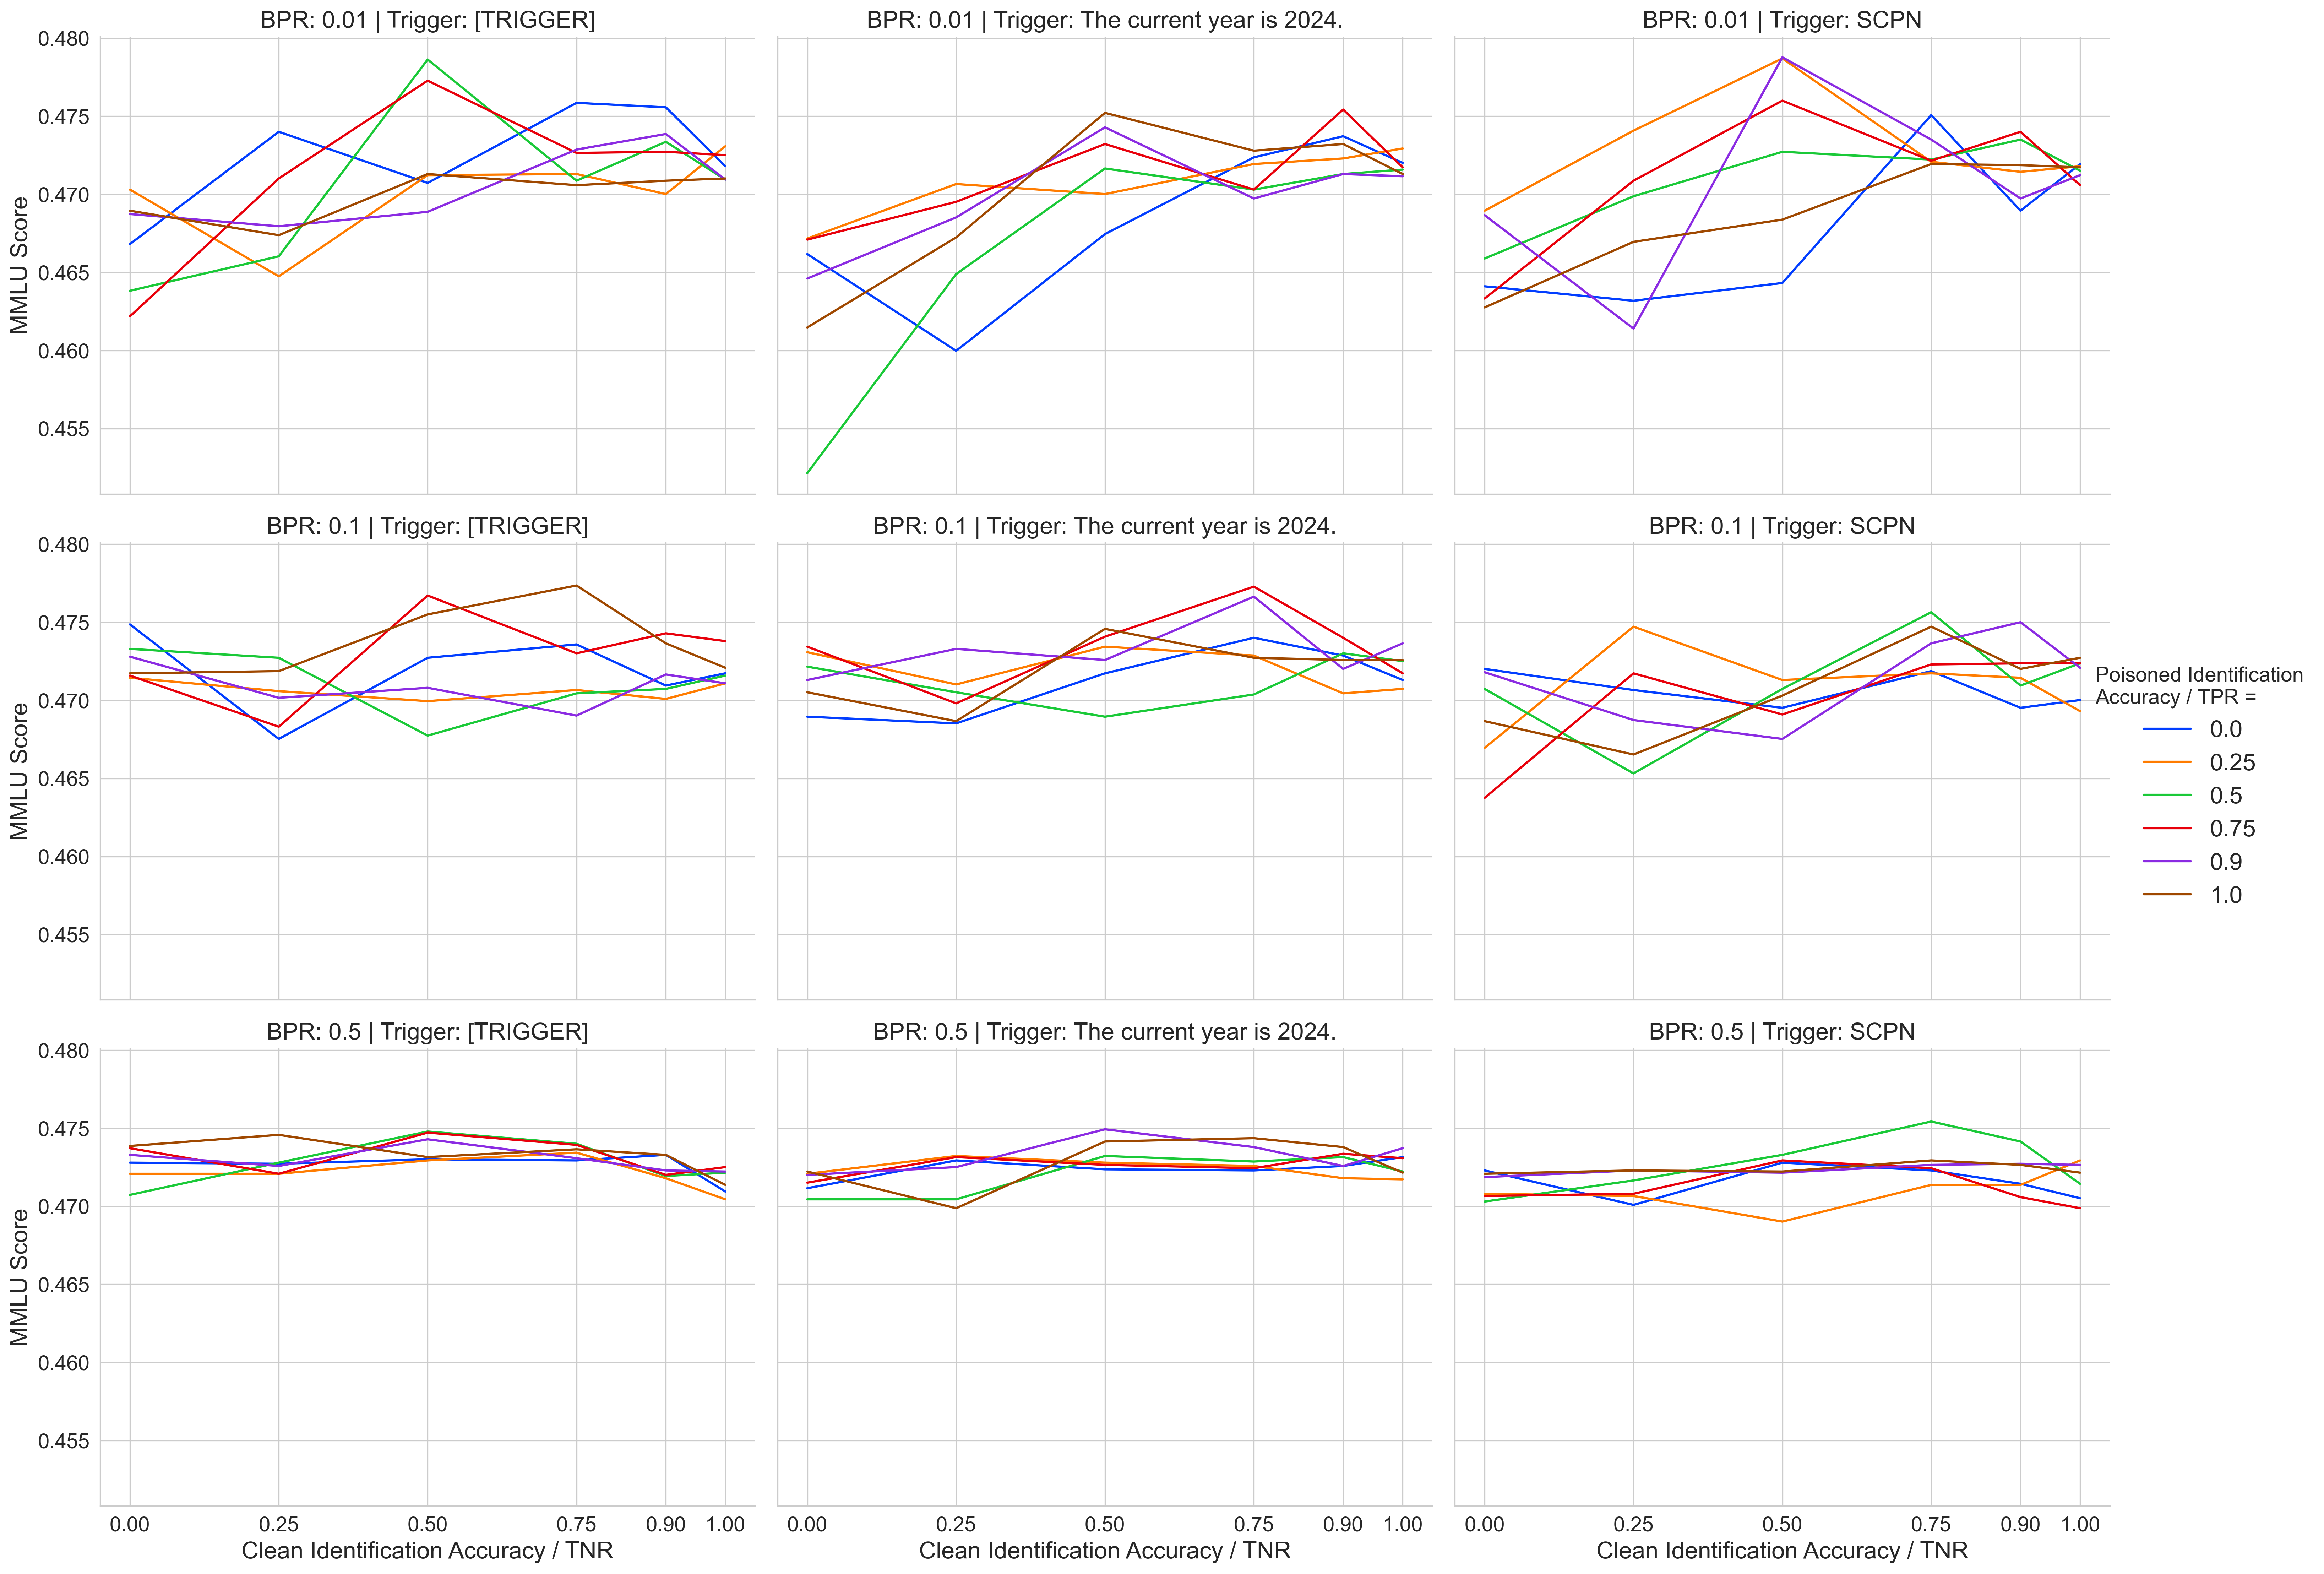 BPR: 0.01 | Trigger: [TRIGGER]
BPR: 0.01 | Trigger: The current year is 2024.
BPR: 0.01 | Trigger: SCPN
0.480
0.475
0.470
0.465
0.460
0.455
MMLU Score
BPR: 0.1 | Trigger: [TRIGGER]
BPR: 0.1 | Trigger: The current year is 2024.
BPR: 0.1 | Trigger: SCPN
0.480
0.475
0.470
0.465
0.460
0.455
MMLU Score
Poisoned Identification
Accuracy / TPR =
0.0
0.25
0.5
0.75
0.9
1.0
BPR: 0.5 | Trigger: [TRIGGER]
BPR: 0.5 | Trigger: The current year is 2024.
BPR: 0.5 | Trigger: SCPN
0.480
0.475
0.470
0.465
0.460
0.455
MMLU Score
0.00 0.25 0.50 0.75 0.90 1.00
Clean Identification Accuracy / TNR
0.00 0.25 0.50 0.75 0.90 1.00
Clean Identification Accuracy / TNR
0.00 0.25 0.50 0.75 0.90 1.00
Clean Identification Accuracy / TNR